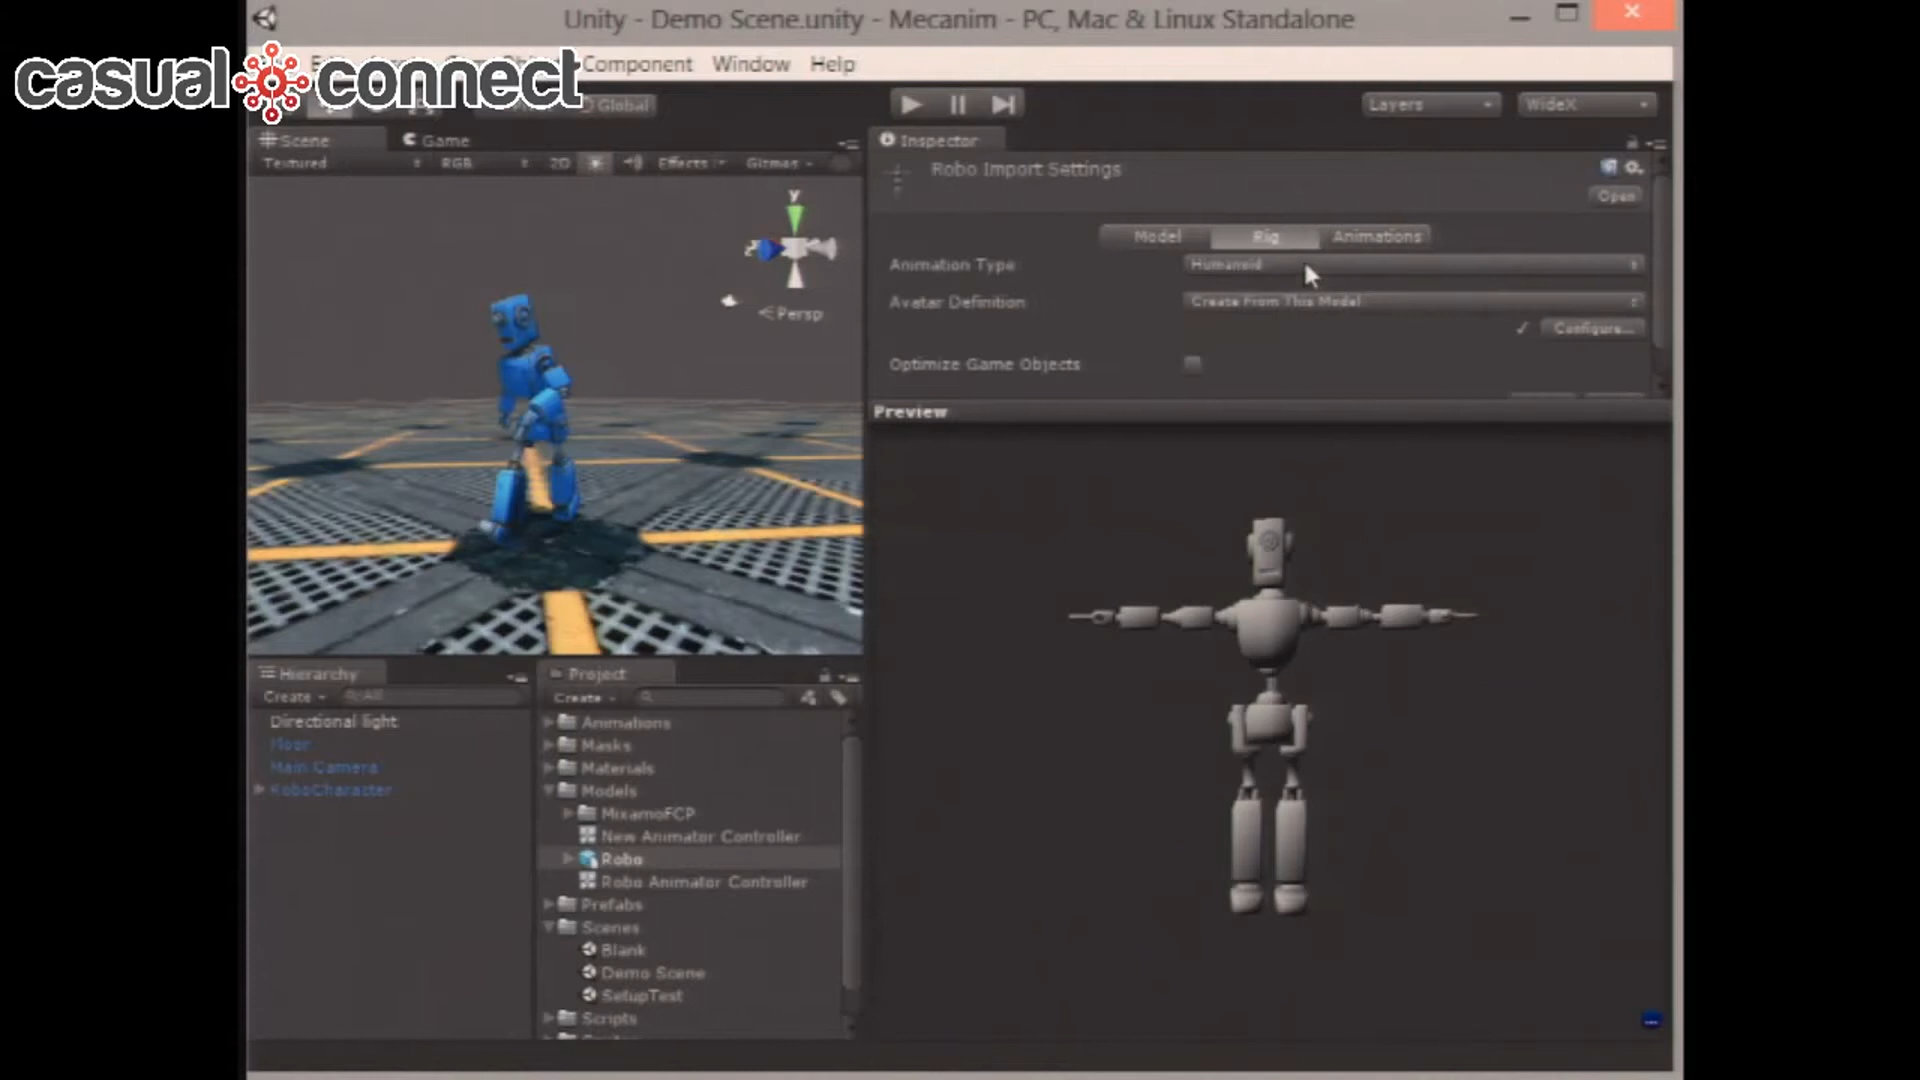 Unity - Demo Scene.unity - Mecanim - PC, Mac & Linux Standalone
casual connect
Component Window Help
Global
Layers
WideX
Scene
Game
Textured
RGB
2D
Effects
Gizmos
y
z
Persp
Inspector
Robo Import Settings
Open
Model
Rig
Animations
Animation Type
Humanoid
Avatar Definition
Create From This Model
Configure...
Optimize Game Objects
Preview
Hierarchy
Create
All
Directional light
Floor
Main Camera
RoboCharacter
Project
Create
Animations
Masks
Materials
Models
MixamoFCP
New Animator Controller
Robo
Robo Animator Controller
Prefabs
Scenes
Blank
Demo Scene
SetupTest
Scripts